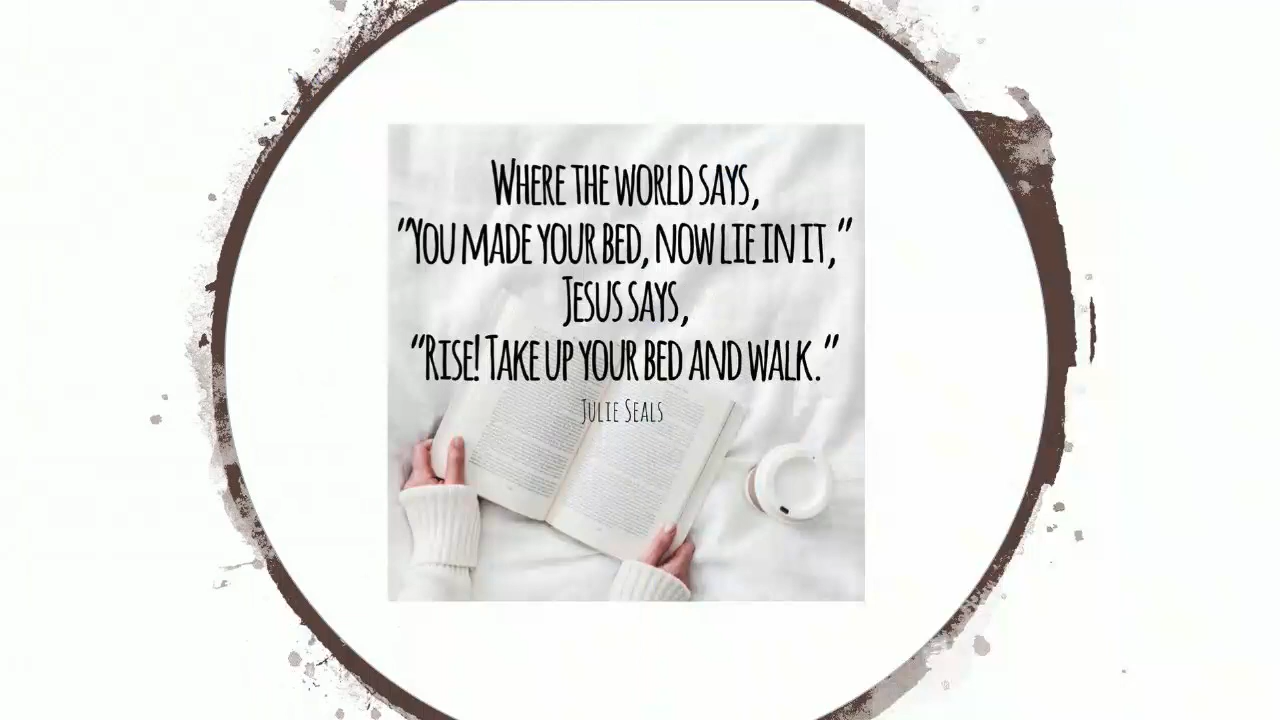 Where the world says,
"You made your bed, now lie in it,"
Jesus says,
"Rise! Take up your bed and walk."
Julie Seals